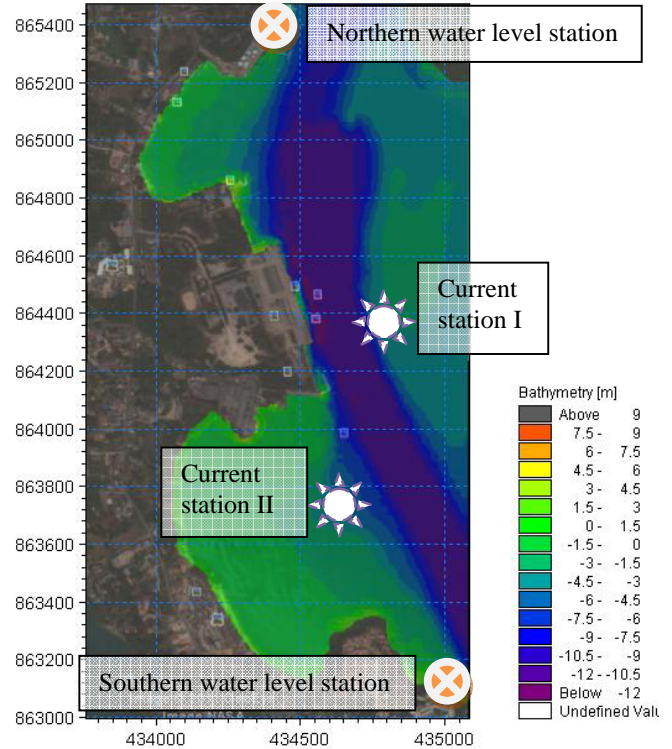 865400
Northern water level station
865200
865000
864800
864600
Current
station I
864400
864200
Bathymetry [m]
Above 9
7.5 - 9
6 - 7.5
4.5 - 6
3 - 4.5
1.5 - 3
0 - 1.5
-1.5 - 0
-3 - -1.5
-4.5 - -3
-6 - -4.5
-7.5 - -6
-9 - -7.5
-10.5 - -9
-12 - -10.5
Below -12
Undefined Valu
864000
Current
station II
863800
863600
863400
863200
Southern water level station
863000
434000 434500 435000